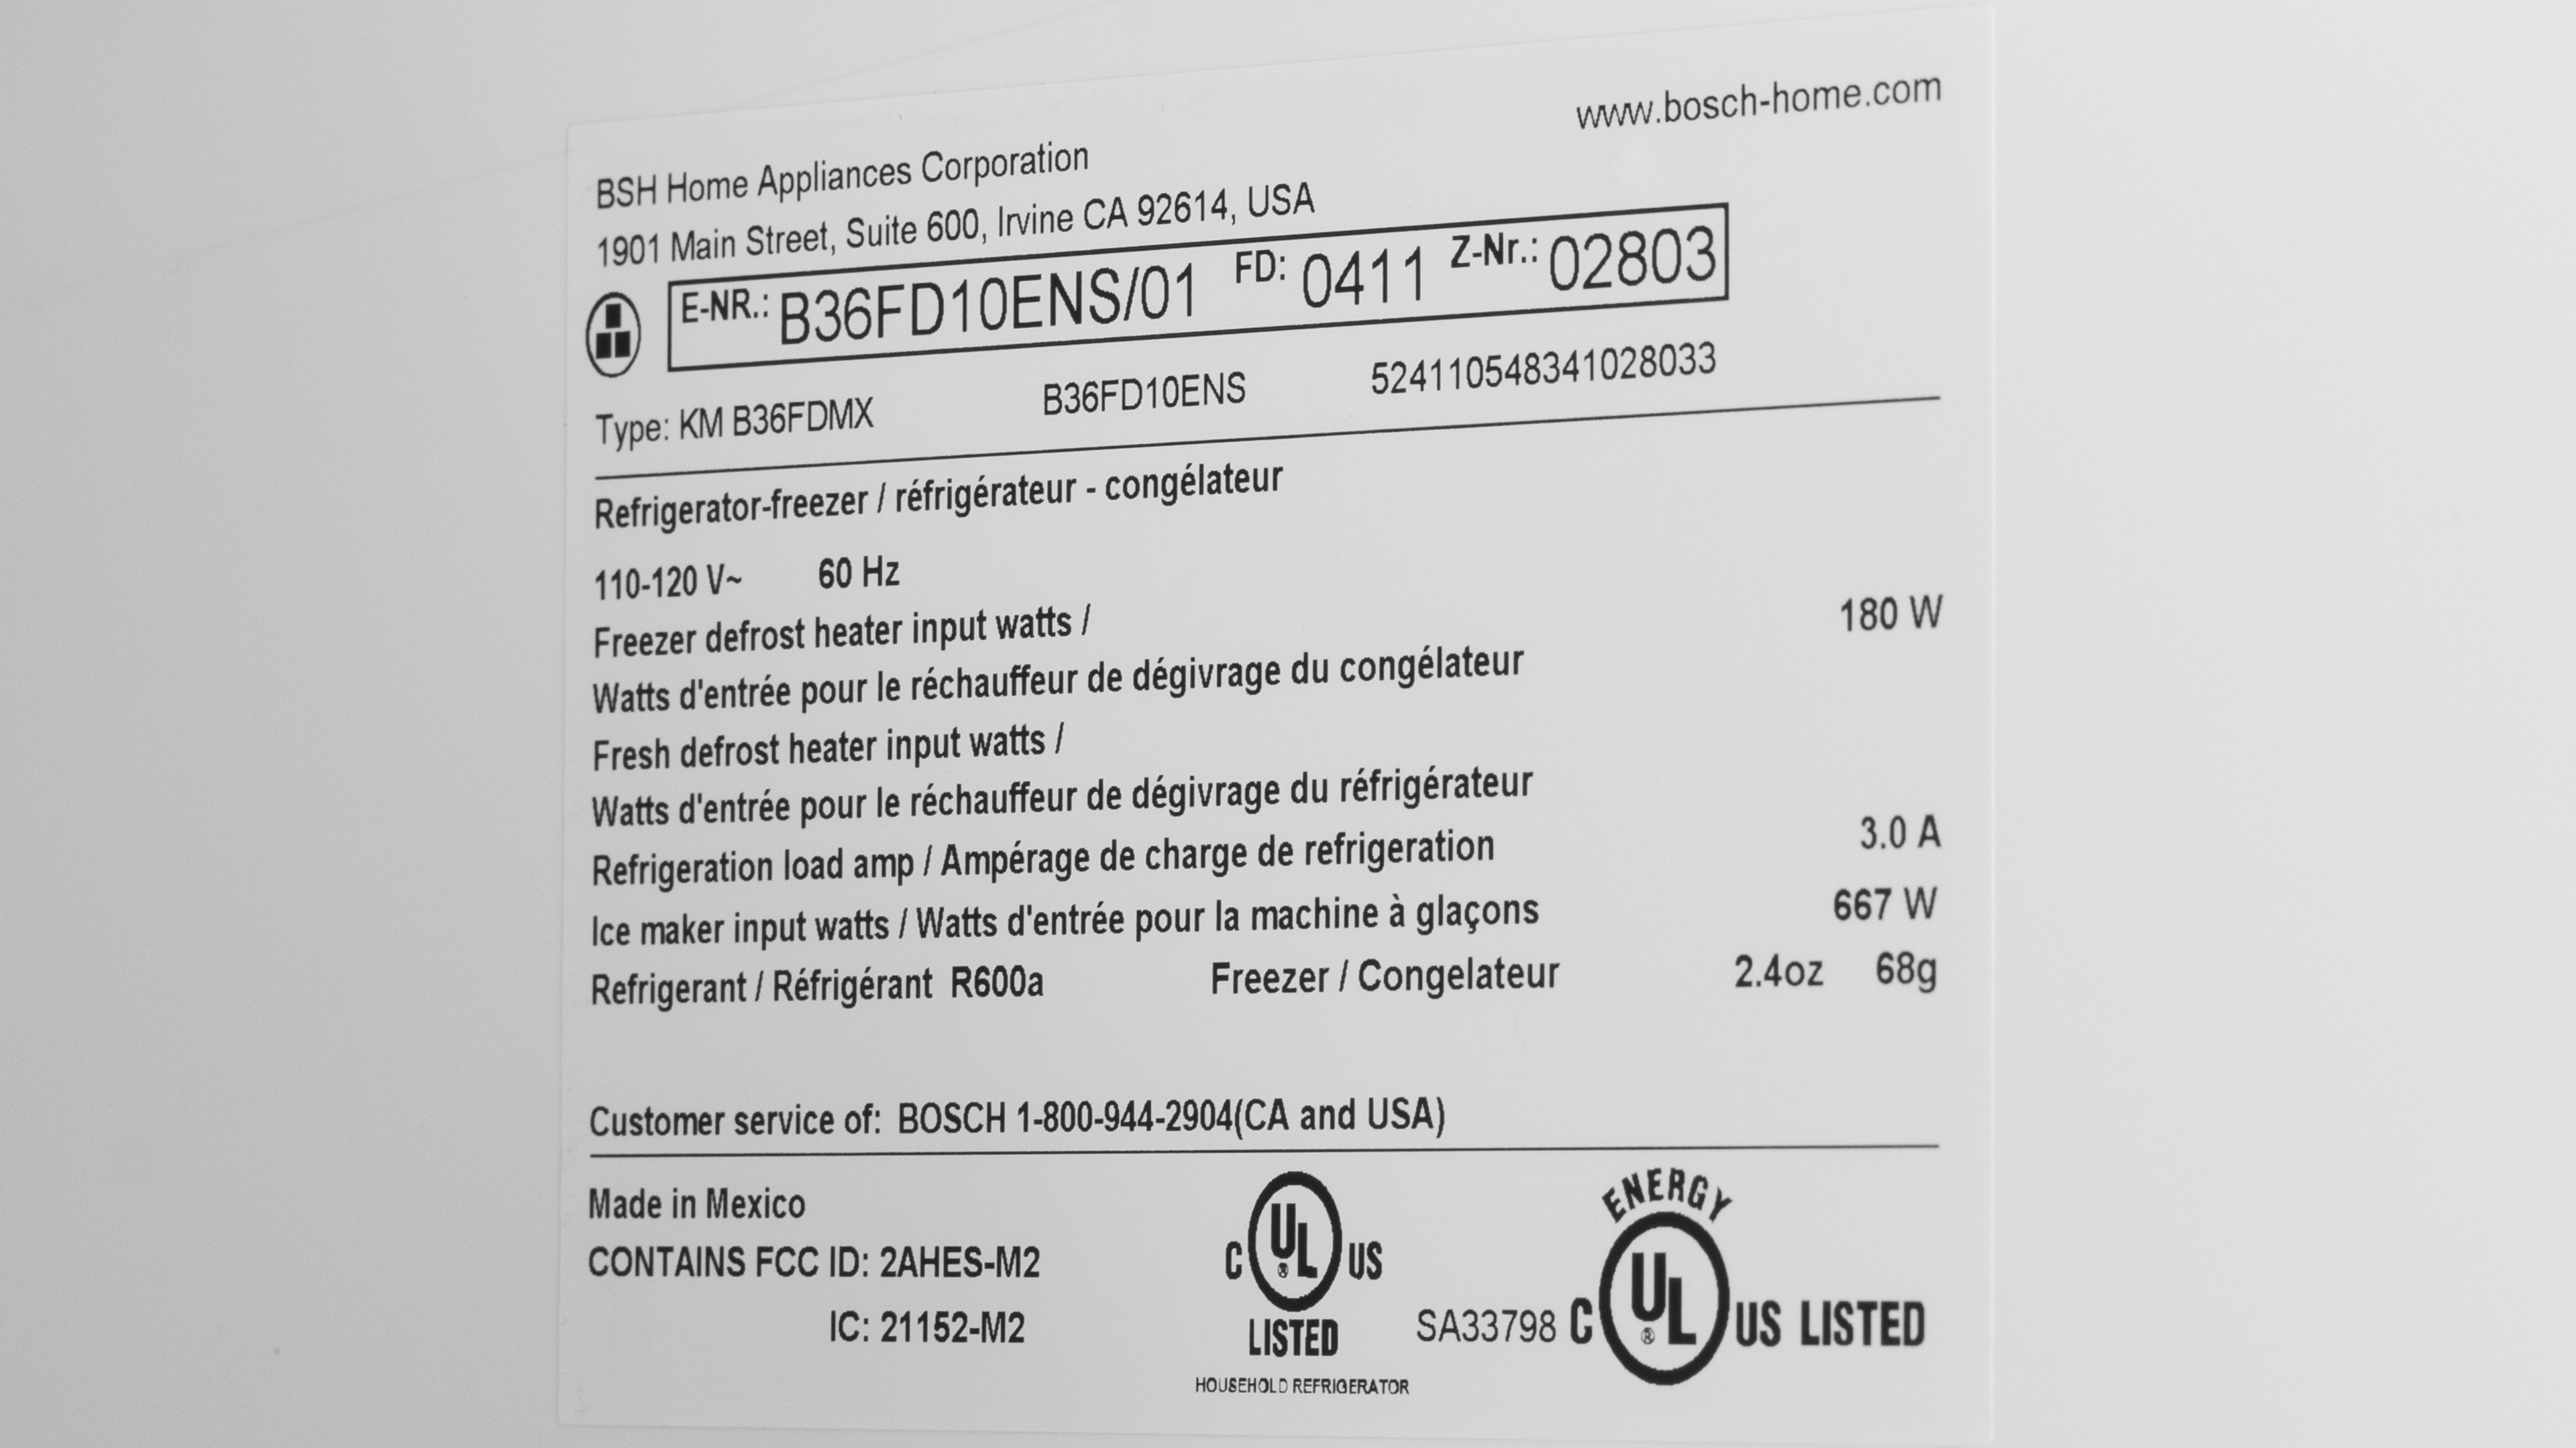 www.bosch-home.com
BSH Home Appliances Corporation
1901 Main Street, Suite 600, Irvine CA 92614, USA
E-NR.: B36FD10ENS/01 FD: 0411 Z-Nr.: 02803
Type: KM B36FDMX B36FD10ENS 524110548341028033
Refrigerator-freezer / réfrigérateur - congélateur
110-120 V~ 60 Hz
Freezer defrost heater input watts / 180 W
Watts d'entrée pour le réchauffeur de dégivrage du congélateur
Fresh defrost heater input watts /
Watts d'entrée pour le réchauffeur de dégivrage du réfrigérateur
Refrigeration load amp / Ampérage de charge de refrigeration 3.0 A
Ice maker input watts / Watts d'entrée pour la machine à glaçons 667 W
Refrigerant / Réfrigérant R600a Freezer / Congelateur 2.4oz 68g
Customer service of: BOSCH 1-800-944-2904(CA and USA)
Made in Mexico
CONTAINS FCC ID: 2AHES-M2
IC: 21152-M2
C UL ® US
LISTED
HOUSEHOLD REFRIGERATOR
ENERGY
SA33798 C UL ® US LISTED